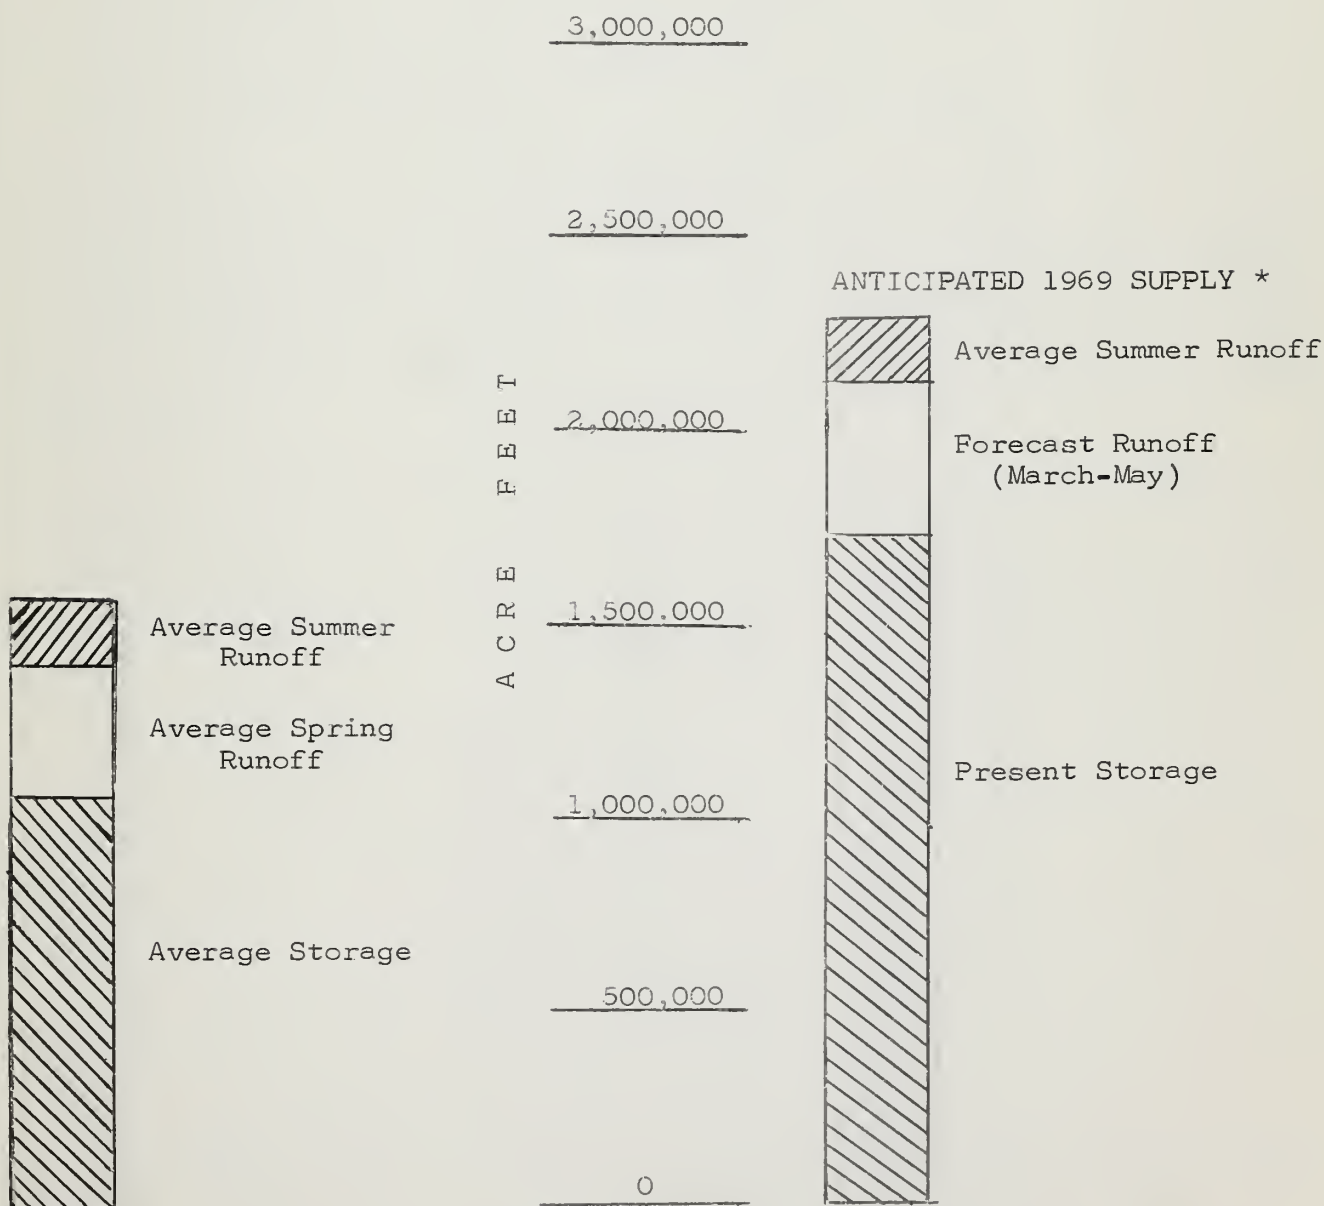 3,000,000
2,500,000
ANTICIPATED 1969 SUPPLY *
Average Summer Runoff
2,000,000
Forecast Runoff
(March-May)
ACRE FEET
1,500.000
Average Summer
Runoff
Average Spring
Runoff
Present Storage
1,000,000
Average Storage
500,000
0